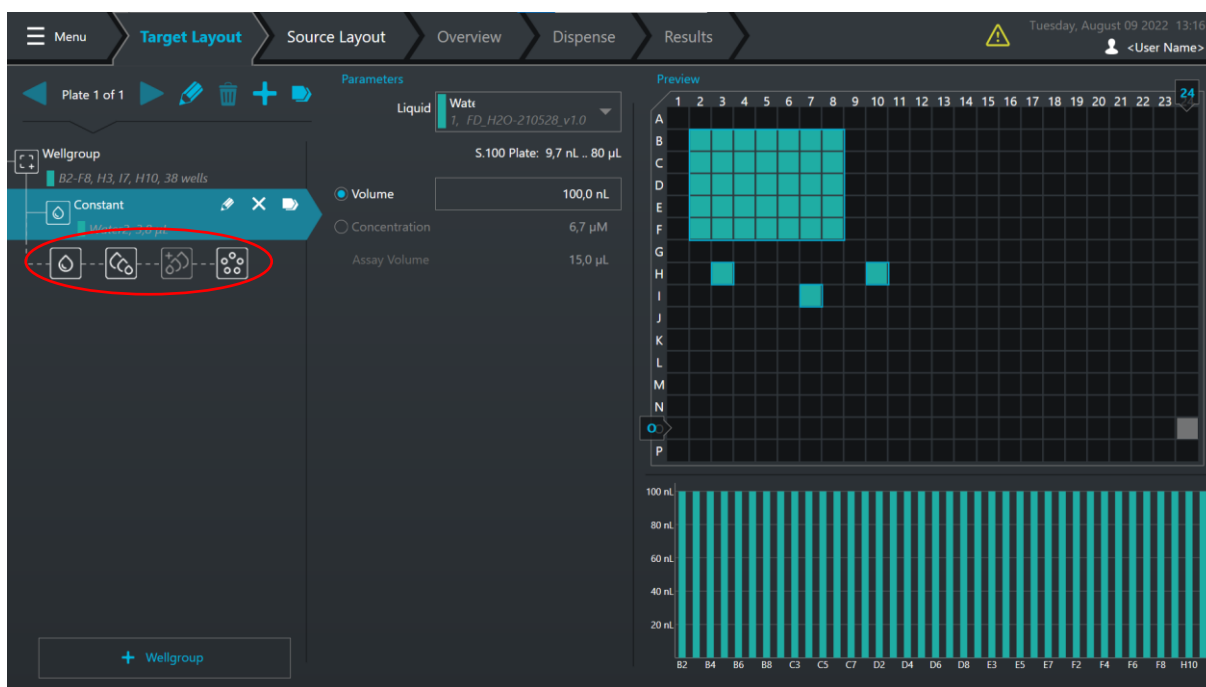 Menu
Target Layout
Source Layout
Overview
Dispense
Results
Tuesday, August 09 2022 13:16
<User Name>
Plate 1 of 1
Wellgroup
B2-F8, H3, I7, H10, 38 wells
Constant
+ Wellgroup
Parameters
Liquid
1, FD_H2O-210528_v1.0
S.100 Plate: 9,7 nL .. 80 µL
Volume
100,0 nL
Concentration
6,7 µM
Assay Volume
15,0 µL
Preview
24
1 2 3 4 5 6 7 8 9 10 11 12 13 14 15 16 17 18 19 20 21 22 23
A
B
C
D
E
F
G
H
I
J
K
L
M
N
O
P
100 nL
80 nL
60 nL
40 nL
20 nL
B2 B4 B6 B8 C3 C5 C7 D2 D4 D6 D8 E3 E5 E7 F2 F4 F6 F8 H10